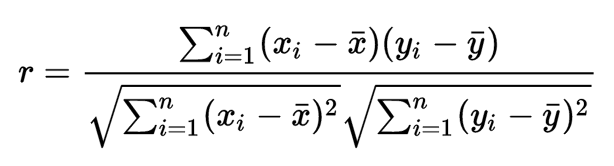 r = \frac{\sum_{i=1}^{n}(x_i - \bar{x})(y_i - \bar{y})}{\sqrt{\sum_{i=1}^{n}(x_i - \bar{x})^2}\sqrt{\sum_{i=1}^{n}(y_i - \bar{y})^2}}